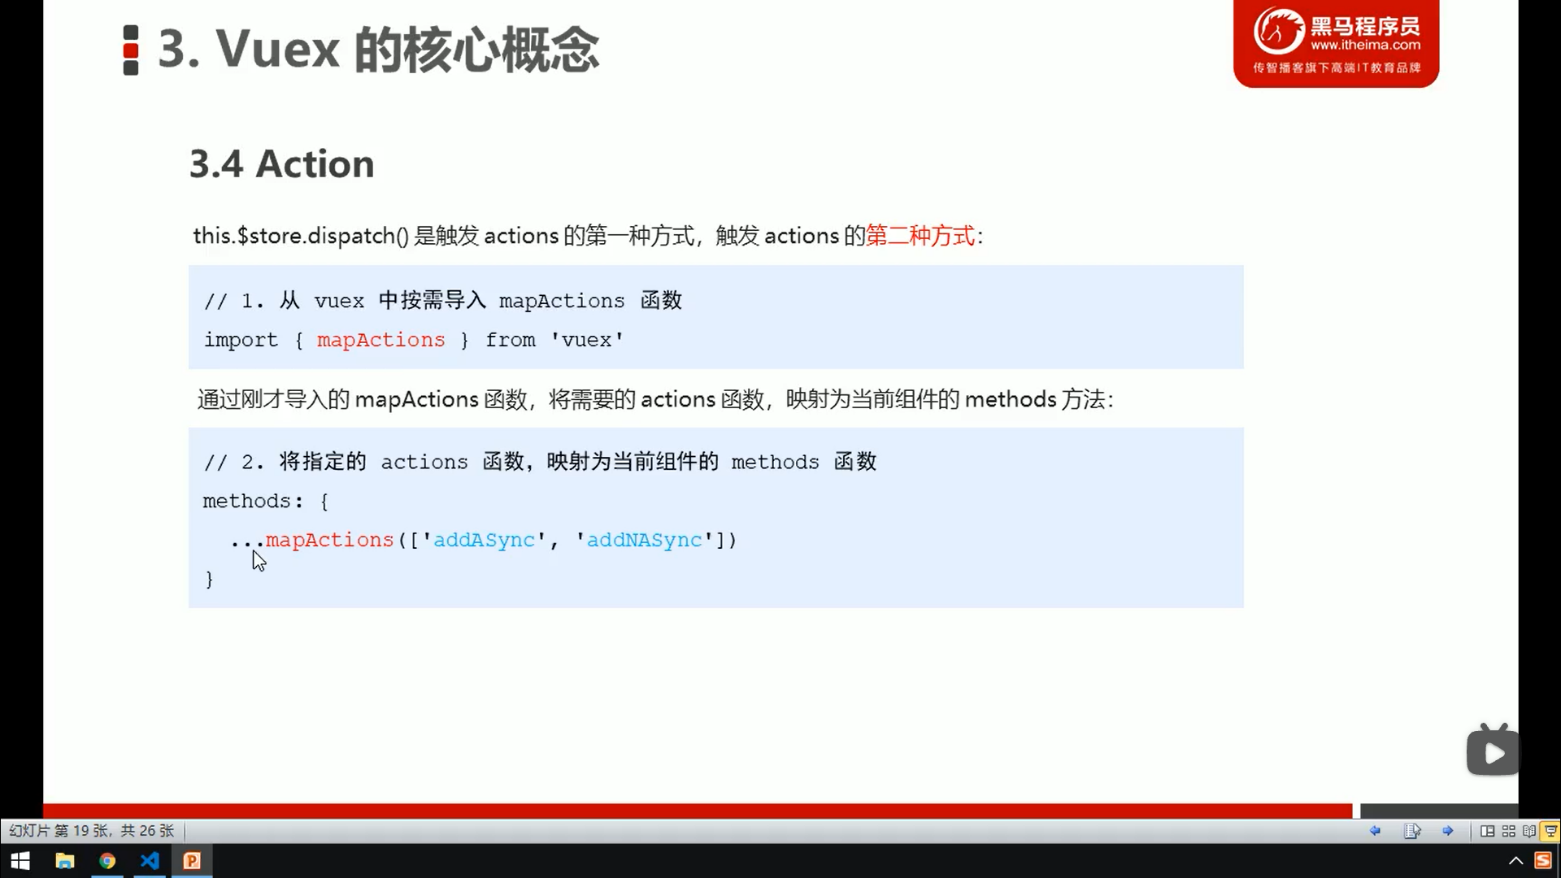 3. Vuex 的核心概念
黑马程序员
www.itheima.com
传智播客旗下高端IT教育品牌
3.4 Action
this.$store.dispatch() 是触发 actions 的第一种方式，触发 actions 的第二种方式：
// 1. 从 vuex 中按需导入 mapActions 函数
import { mapActions } from 'vuex'
通过刚才导入的 mapActions 函数，将需要的 actions 函数，映射为当前组件的 methods 方法：
// 2. 将指定的 actions 函数，映射为当前组件的 methods 函数
methods: {
...mapActions(['addASync', 'addNASync'])
}
幻灯片 第 19 张，共 26 张